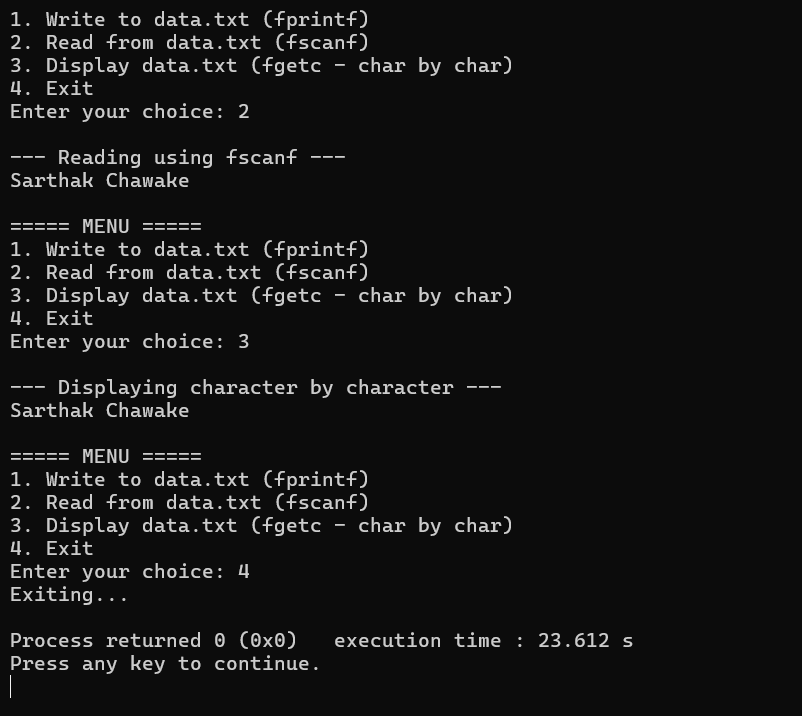 1. Write to data.txt (fprintf)
2. Read from data.txt (fscanf)
3. Display data.txt (fgetc - char by char)
4. Exit
Enter your choice: 2
--- Reading using fscanf ---
Sarthak Chawake
===== MENU =====
1. Write to data.txt (fprintf)
2. Read from data.txt (fscanf)
3. Display data.txt (fgetc - char by char)
4. Exit
Enter your choice: 3
--- Displaying character by character ---
Sarthak Chawake
===== MENU =====
1. Write to data.txt (fprintf)
2. Read from data.txt (fscanf)
3. Display data.txt (fgetc - char by char)
4. Exit
Enter your choice: 4
Exiting...
Process returned 0 (0x0)   execution time : 23.612 s
Press any key to continue.